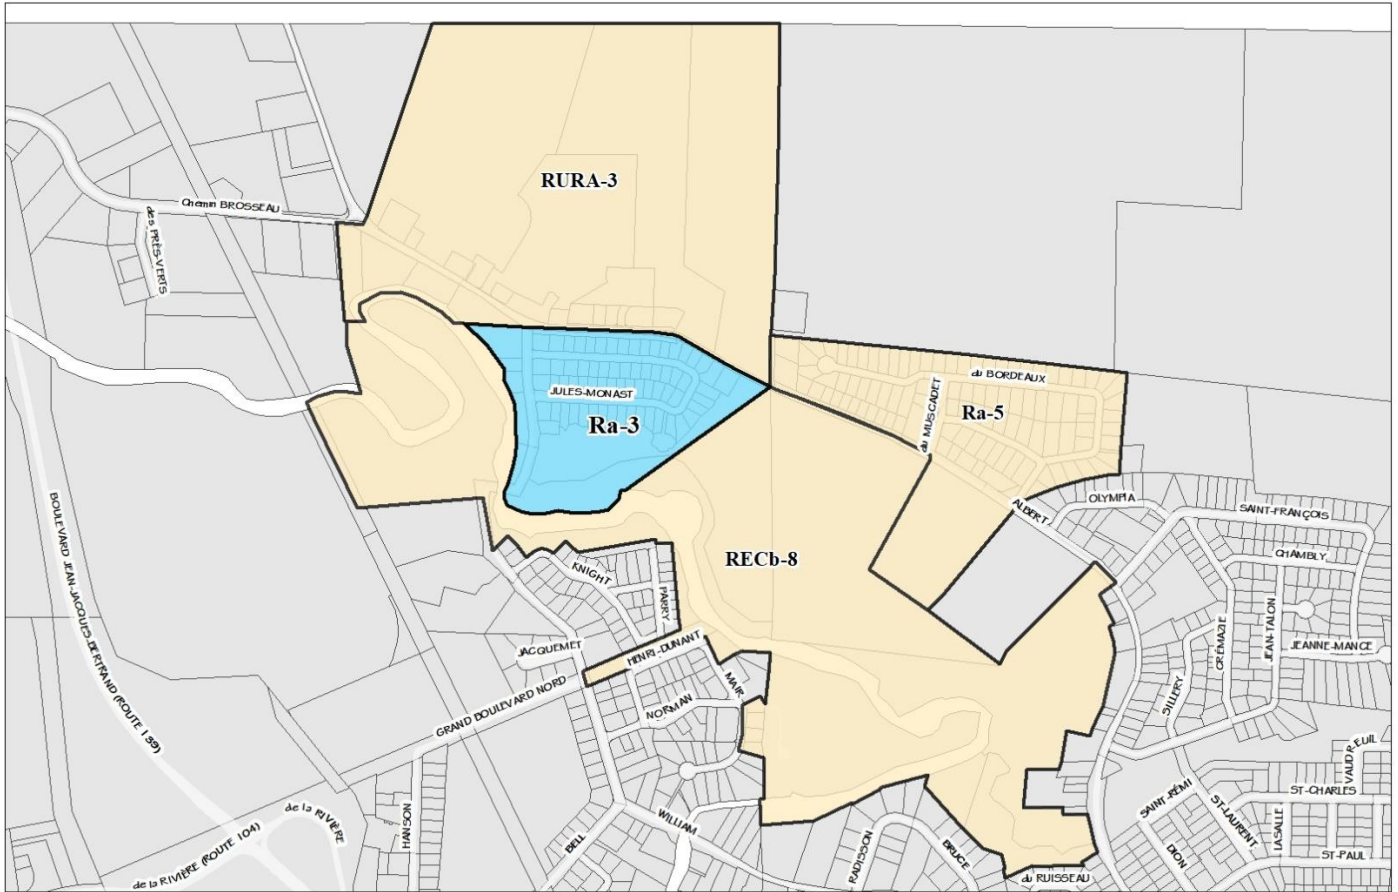 RURA-3
Chemin BROSSEAU
des PRÉS-VERTS
du BORDEAUX
JULES-MONAST
Ra-3
du MUSCADET
Ra-5
OLYMPIA
ALBERT
SAINT-FRANÇOIS
CHAMBLY
BOULEVARD JEAN-JACQUES-BERTRAND (ROUTE 139)
RECb-8
KNIGHT
PARRY
CRÉMAZIE
JEAN-TALON
JEANNE-MANCE
JACQUEMET
HENRI-DUNANT
SILLERY
MAIR
GRAND BOULEVARD NORD
NORMAN
VAUDREUIL
SAINT-RÉMI
ST-CHARLES
HANSON
de la RIVIÈRE
WILLIAM
ST-LAURENT
LASALLE
BELL
RADISSON
BRUCE
DION
ST-PAUL
de la RIVIÈRE (ROUTE 104)
du RUISSEAU